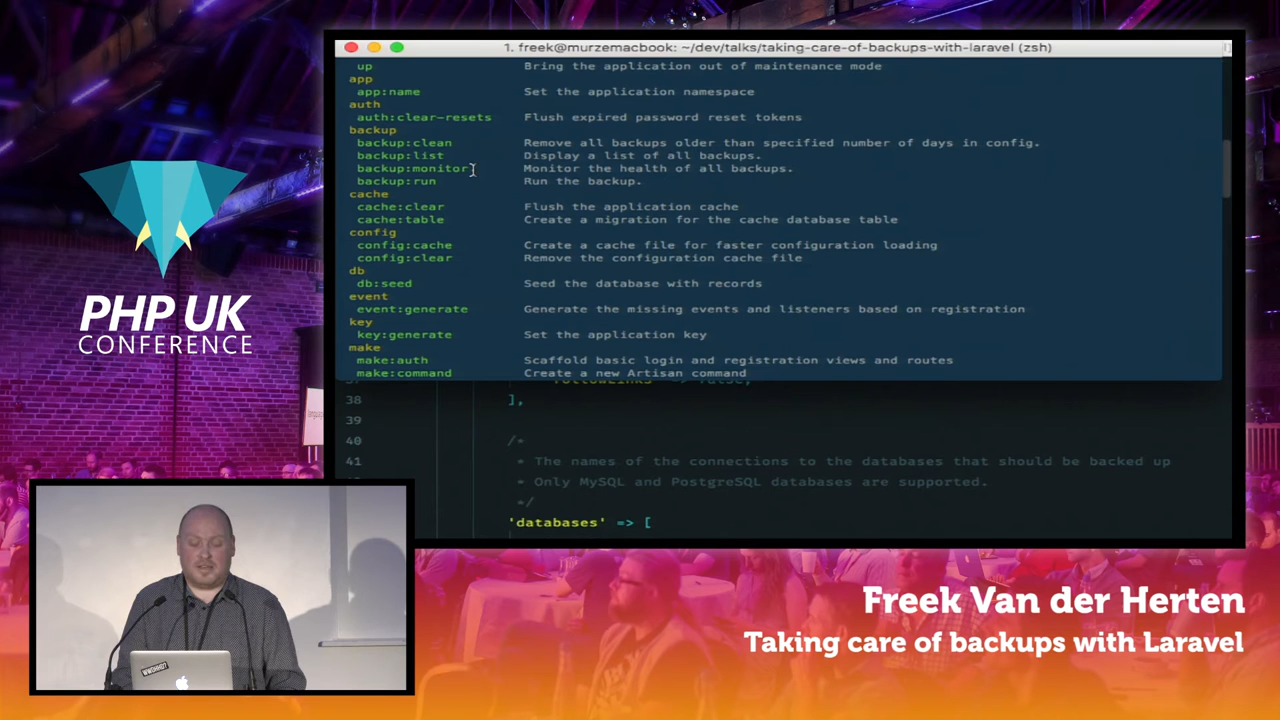 1. freek@murzemacbook: ~/dev/talks/taking-care-of-backups-with-laravel (zsh)
up Bring the application out of maintenance mode
app
app:name Set the application namespace
auth
auth:clear-resets Flush expired password reset tokens
backup
backup:clean Remove all backups older than specified number of days in config.
backup:list Display a list of all backups.
backup:monitor Monitor the health of all backups.
backup:run Run the backup.
cache
cache:clear Flush the application cache
cache:table Create a migration for the cache database table
config
config:cache Create a cache file for faster configuration loading
config:clear Remove the configuration cache file
db
db:seed Seed the database with records
event
event:generate Generate the missing events and listeners based on registration
key
key:generate Set the application key
make
make:auth Scaffold basic login and registration views and routes
make:command Create a new Artisan command
38 ],
39
40 /*
41 * The names of the connections to the databases that should be backed up
* Only MySQL and PostgreSQL databases are supported.
*/
'databases' => [
PHP UK
CONFERENCE
Freek Van der Herten
Taking care of backups with Laravel